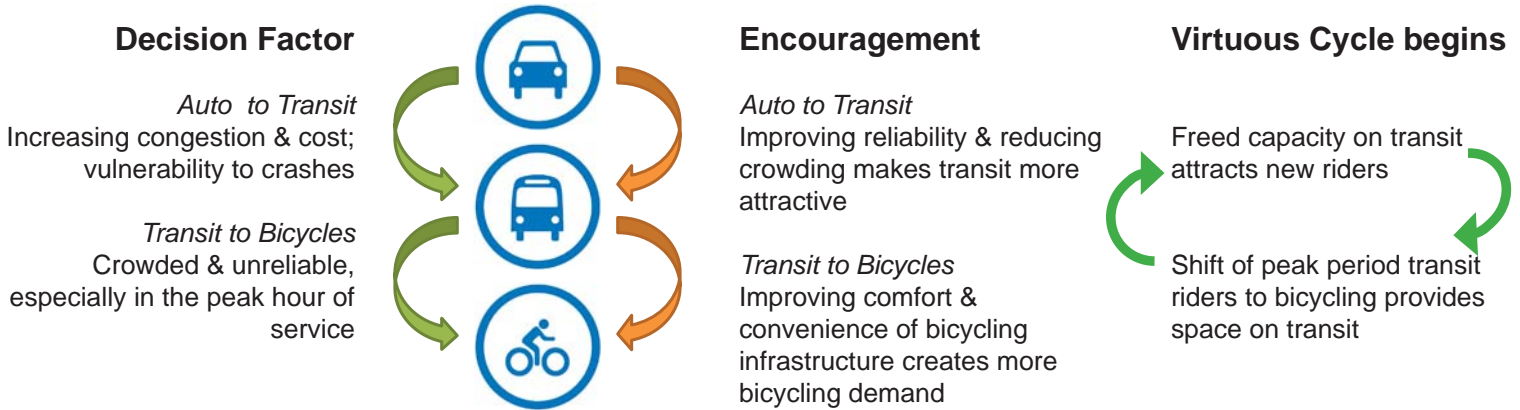 Decision Factor
Auto to Transit
Increasing congestion & cost;
vulnerability to crashes
Transit to Bicycles
Crowded & unreliable,
especially in the peak hour of
service
Encouragement
Auto to Transit
Improving reliability & reducing
crowding makes transit more
attractive
Transit to Bicycles
Improving comfort &
convenience of bicycling
infrastructure creates more
bicycling demand
Virtuous Cycle begins
Freed capacity on transit
attracts new riders
Shift of peak period transit
riders to bicycling provides
space on transit